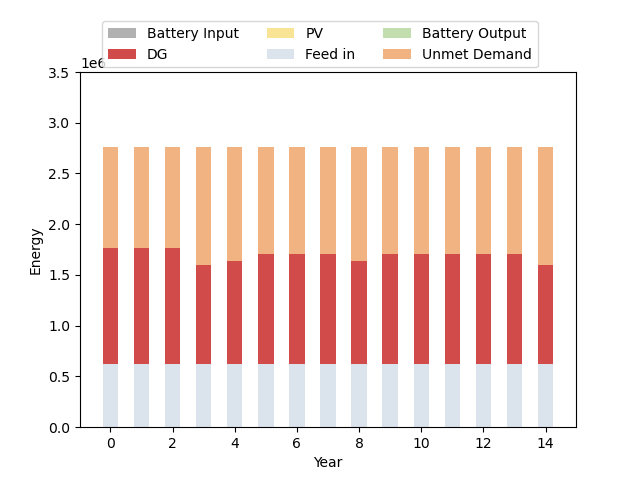 Battery Input PV Battery Output
DG Feed in Unmet Demand
1e6
3.5
3.0
2.5
2.0
1.5
1.0
0.5
0.0
Energy
0 2 4 6 8 10 12 14
Year